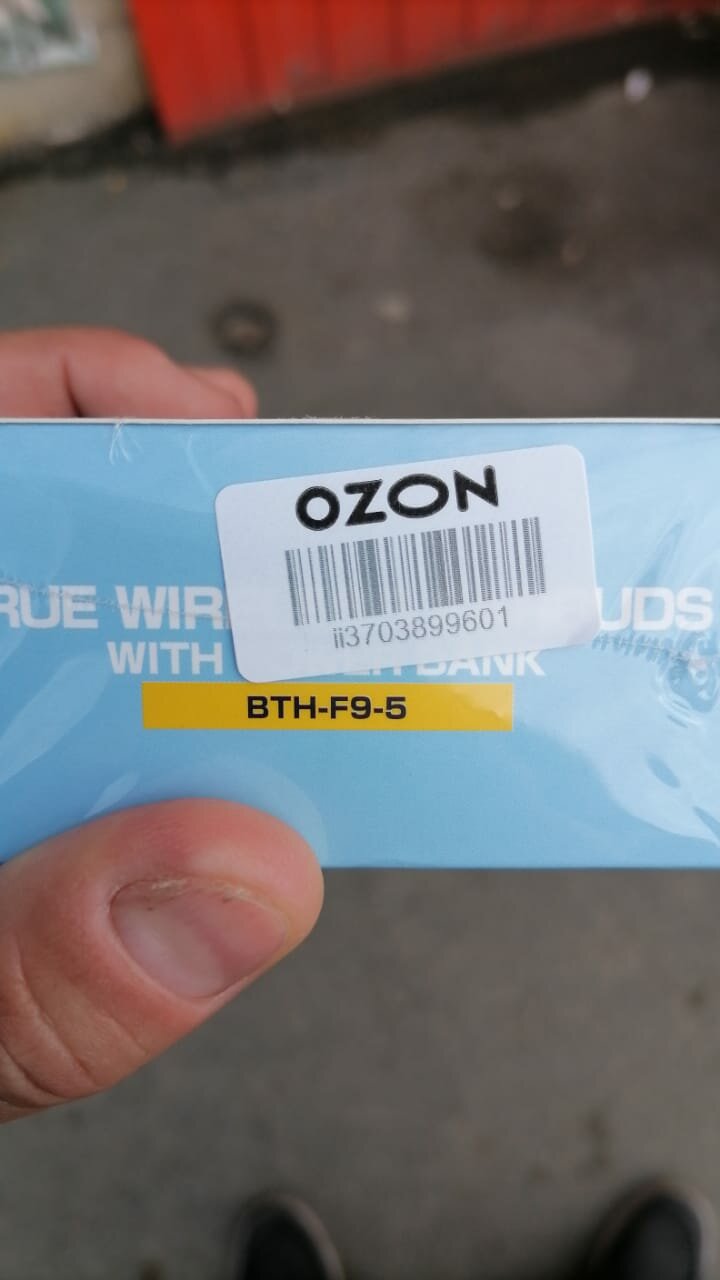 OZON
ii3703899601
RUE WIR UDS
WITH BANK
BTH-F9-5